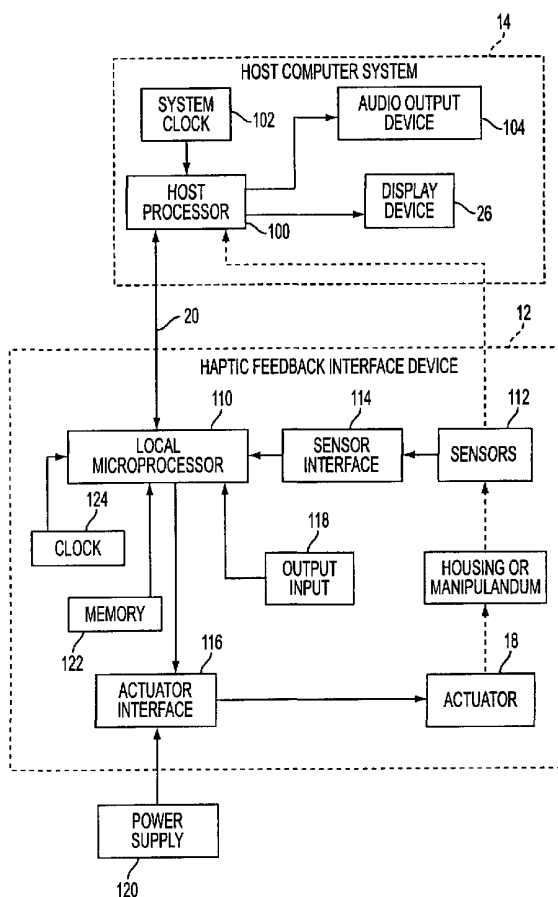 14
HOST COMPUTER SYSTEM
SYSTEM
CLOCK
102
AUDIO OUTPUT
DEVICE
104
HOST
PROCESSOR
100
DISPLAY
DEVICE
26
20
12
HAPTIC FEEDBACK INTERFACE DEVICE
110
LOCAL
MICROPROCESSOR
114
SENSOR
INTERFACE
112
SENSORS
124
CLOCK
118
OUTPUT
INPUT
HOUSING OR
MANIPULANDUM
MEMORY
122
116
ACTUATOR
INTERFACE
18
ACTUATOR
POWER
SUPPLY
120